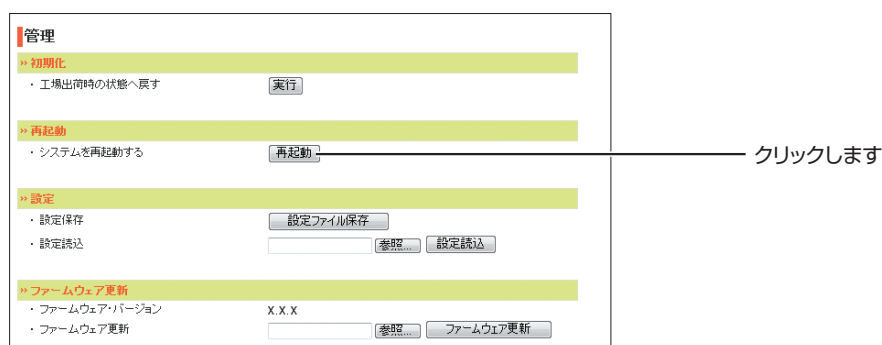 管理
»初期化
・工場出荷時の状態へ戻す 実行
»再起動
・システムを再起動する 再起動 クリックします
»設定
・設定保存 設定ファイル保存
・設定読込 参照... 設定読込
»ファームウェア更新
・ファームウェア・バージョン X.X.X
・ファームウェア更新 参照... ファームウェア更新